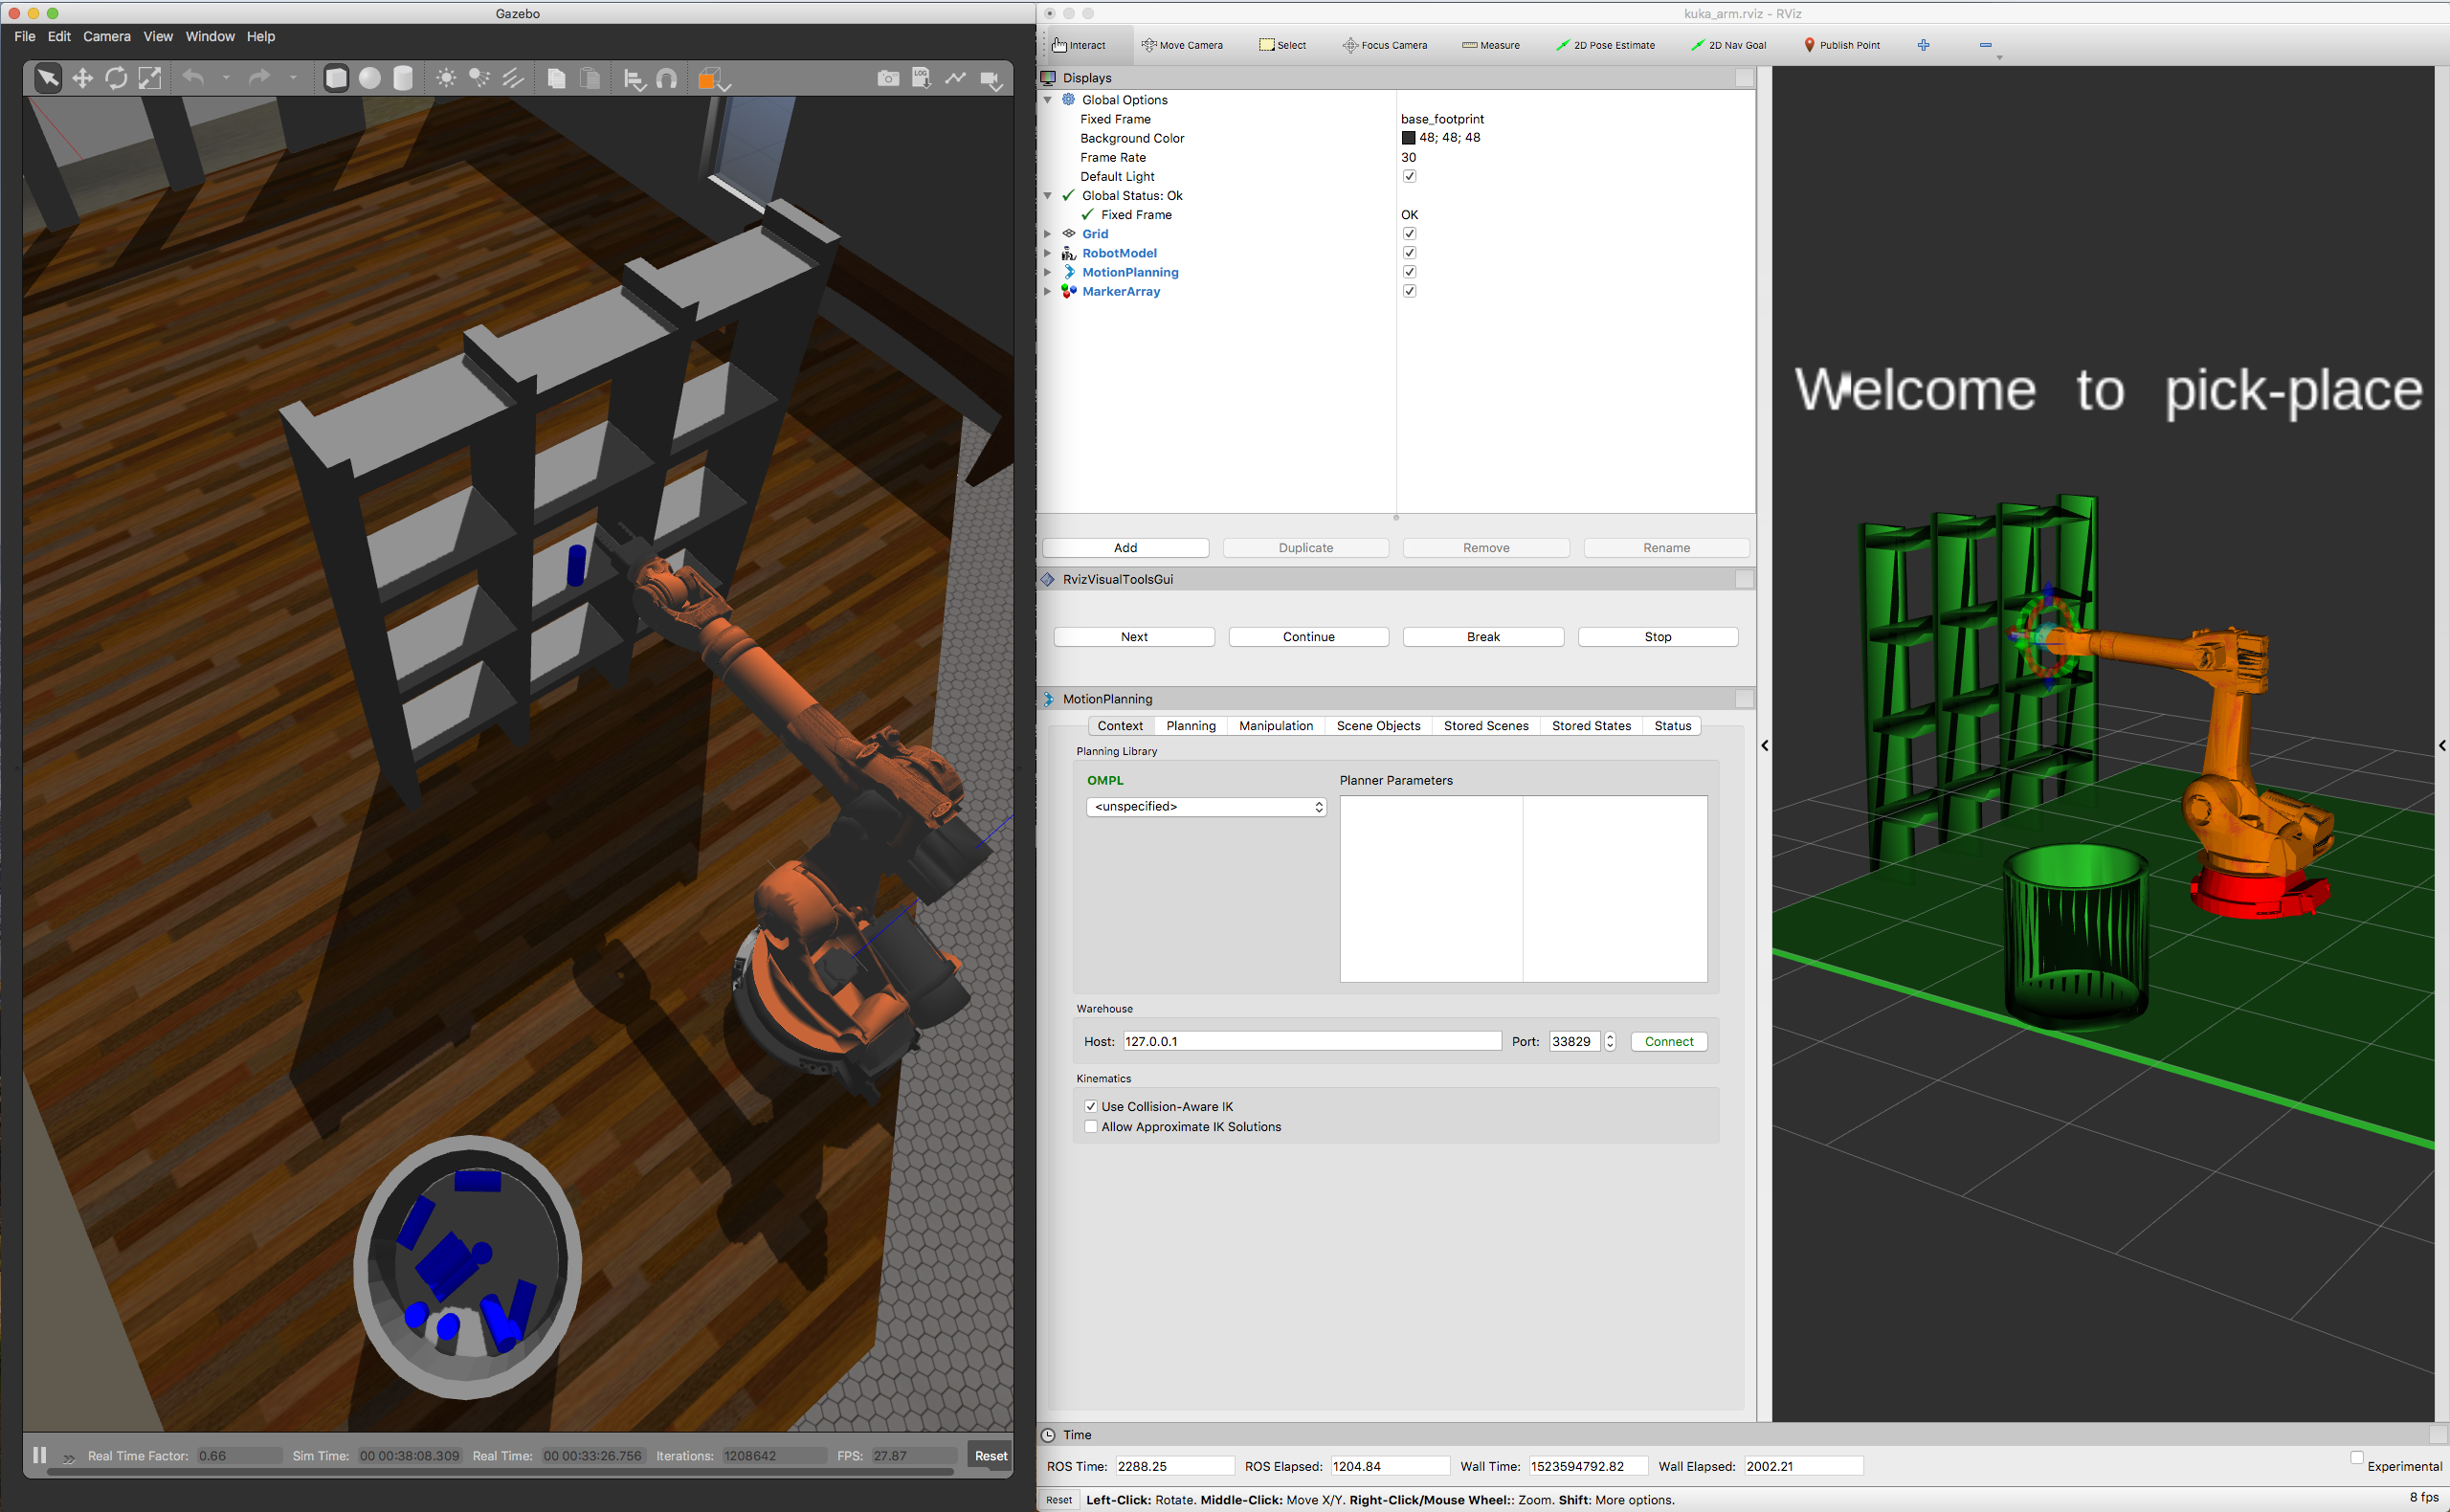 Gazebo
File Edit Camera View Window Help
LOG
Real Time Factor: 0.66 Sim Time: 00 00:38:08.309 Real Time: 00 00:33:26.756 Iterations: 1208642 FPS: 27.87 Reset
kuka_arm.rviz - RViz
Interact Move Camera Select Focus Camera Measure 2D Pose Estimate 2D Nav Goal Publish Point
Displays
Global Options
Fixed Frame base_footprint
Background Color 48; 48; 48
Frame Rate 30
Default Light
Global Status: Ok
Fixed Frame OK
Grid
RobotModel
MotionPlanning
MarkerArray
Add Duplicate Remove Rename
RvizVisualToolsGui
Next Continue Break Stop
MotionPlanning
Context Planning Manipulation Scene Objects Stored Scenes Stored States Status
Planning Library
OMPL Planner Parameters
<unspecified>
Warehouse
Host: 127.0.0.1 Port: 33829 Connect
Kinematics
Use Collision-Aware IK
Allow Approximate IK Solutions
Welcome to pick-place
Time
ROS Time: 2288.25 ROS Elapsed: 1204.84 Wall Time: 1523594792.82 Wall Elapsed: 2002.21 Experimental
Reset Left-Click: Rotate. Middle-Click: Move X/Y. Right-Click/Mouse Wheel:: Zoom. Shift: More options. 8 fps